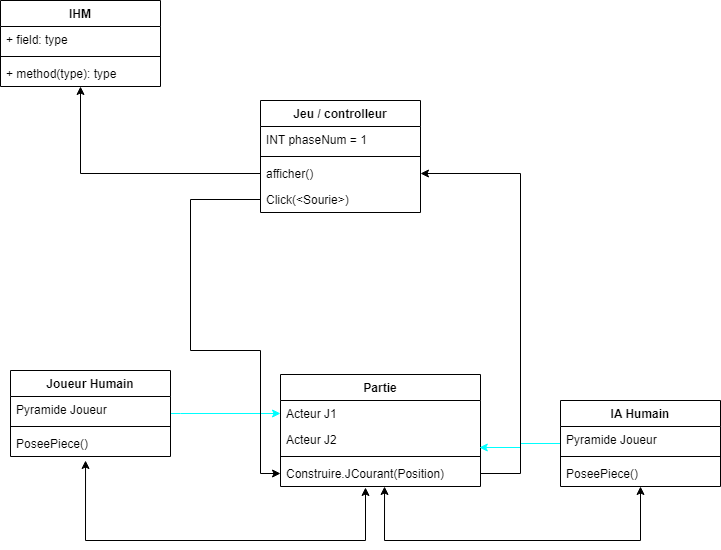 IHM
+ field: type
+ method(type): type
Jeu / controlleur
INT phaseNum = 1
afficher()
Click(<Sourie>)
Joueur Humain
Pyramide Joueur
PoseePiece()
Partie
Acteur J1
Acteur J2
Construire.JCourant(Position)
IA Humain
Pyramide Joueur
PoseePiece()